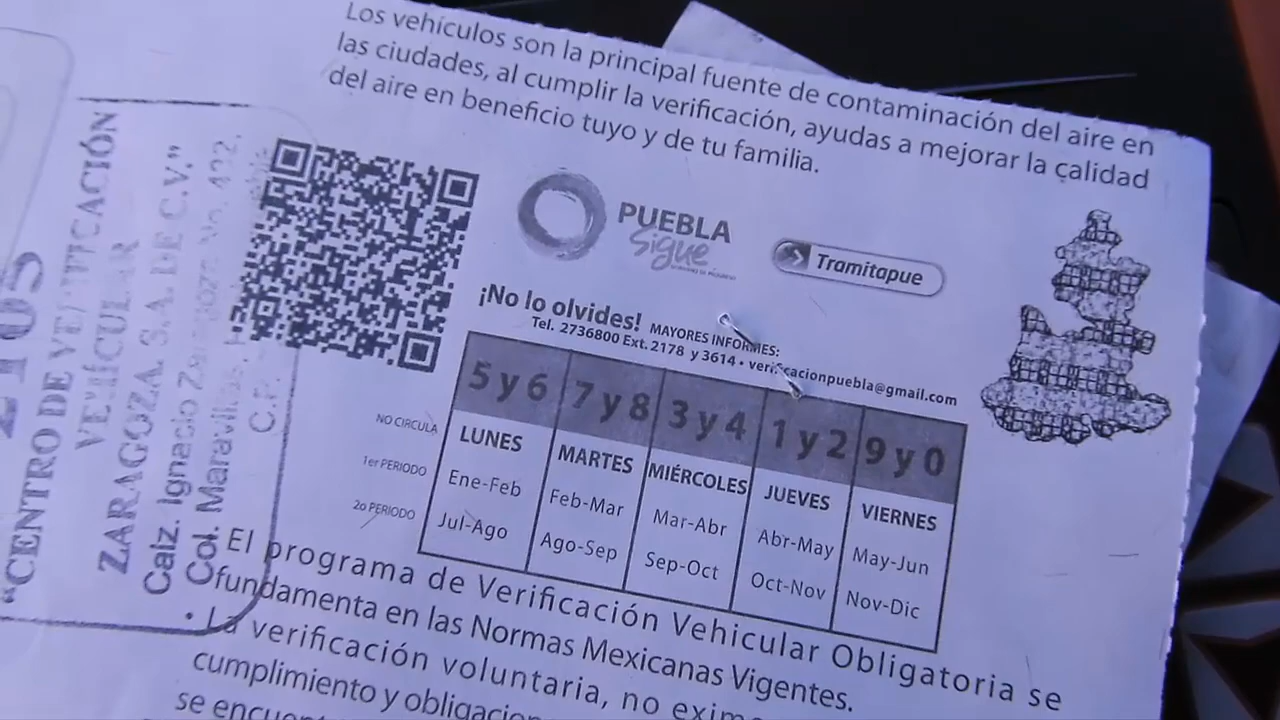 Los vehículos son la principal fuente de contaminación del aire en
las ciudades, al cumplir la verificación, ayudas a mejorar la calidad
del aire en beneficio tuyo y de tu familia.
PUEBLA
Sigue
Tramitapue
¡No lo olvides! MAYORES INFORMES:
Tel. 2736800 Ext. 2178 y 3614 • verificacionpuebla@gmail.com
5 y 6 7 y 8 3 y 4 1 y 2 9 y 0
NO CIRCULA LUNES MARTES MIÉRCOLES JUEVES VIERNES
1er PERIODO Ene-Feb Feb-Mar Mar-Abr Abr-May May-Jun
2o PERIODO Jul-Ago Ago-Sep Sep-Oct Oct-Nov Nov-Dic
El programa de Verificación Vehicular Obligatoria se
fundamenta en las Normas Mexicanas Vigentes.
• La verificación voluntaria, no
cumplimiento y
se
"CENTRO DE VERIFICACIÓN
VEHICULAR
ZARAGOZA S.A. DE C.V."
Calz. Ignacio Zaragoza No. 432,
Col. Maravillas
C.P.